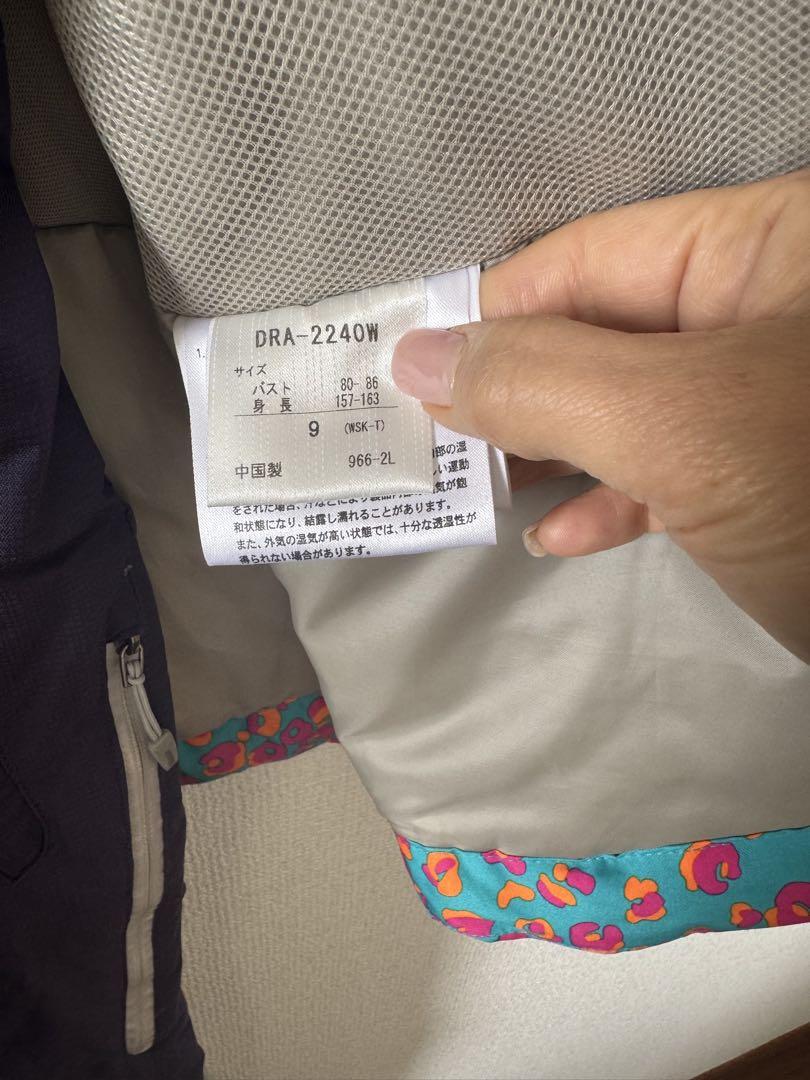 DRA-2240W
サイズ
バスト 80- 86
身 長 157-163
9 (WSK-T)
中国製 966-2L
1.
部の湿
い運動
をされた場合、汗などにより製品内部の 気が飽
和状態になり、結露し濡れることがあります。
また、外気の湿気が高い状態では、十分な透湿性が
得られない場合があります。